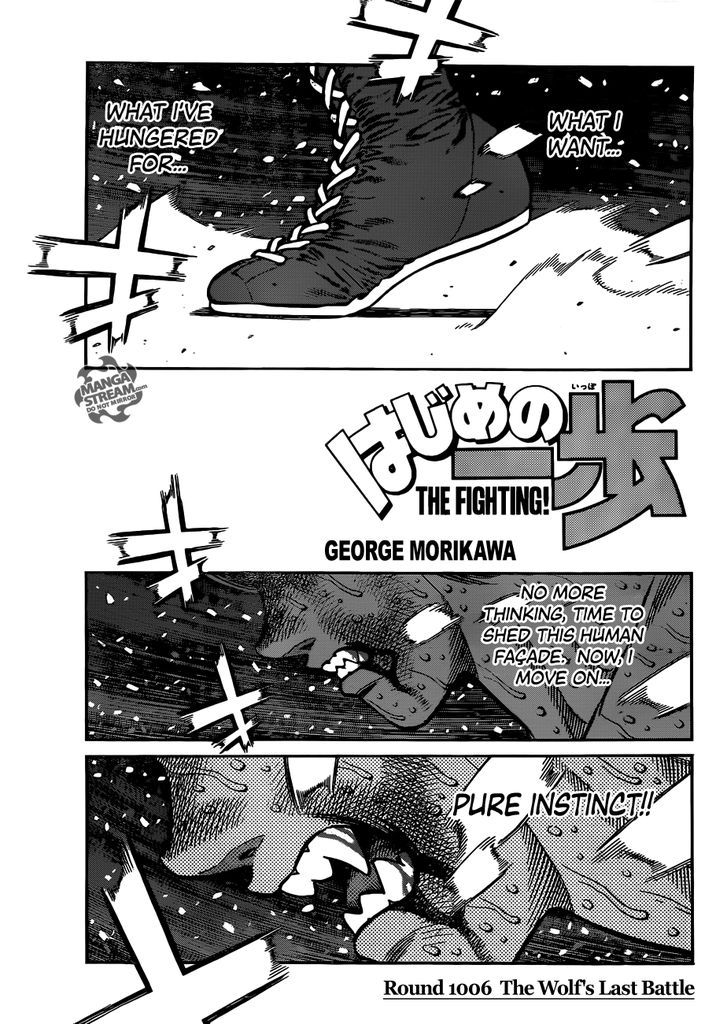 WHAT I'VE
HUNGERED
FOR...
WHAT I
WANT...
MANGA
STREAM.com
DO NOT MIRROR
はじめの一歩
いっぽ
THE FIGHTING!
GEORGE MORIKAWA
NO MORE
THINKING, TIME TO
SHED THIS HUMAN
FAÇADE. NOW, I
MOVE ON...
PURE INSTINCT!!
Round 1006 The Wolf's Last Battle